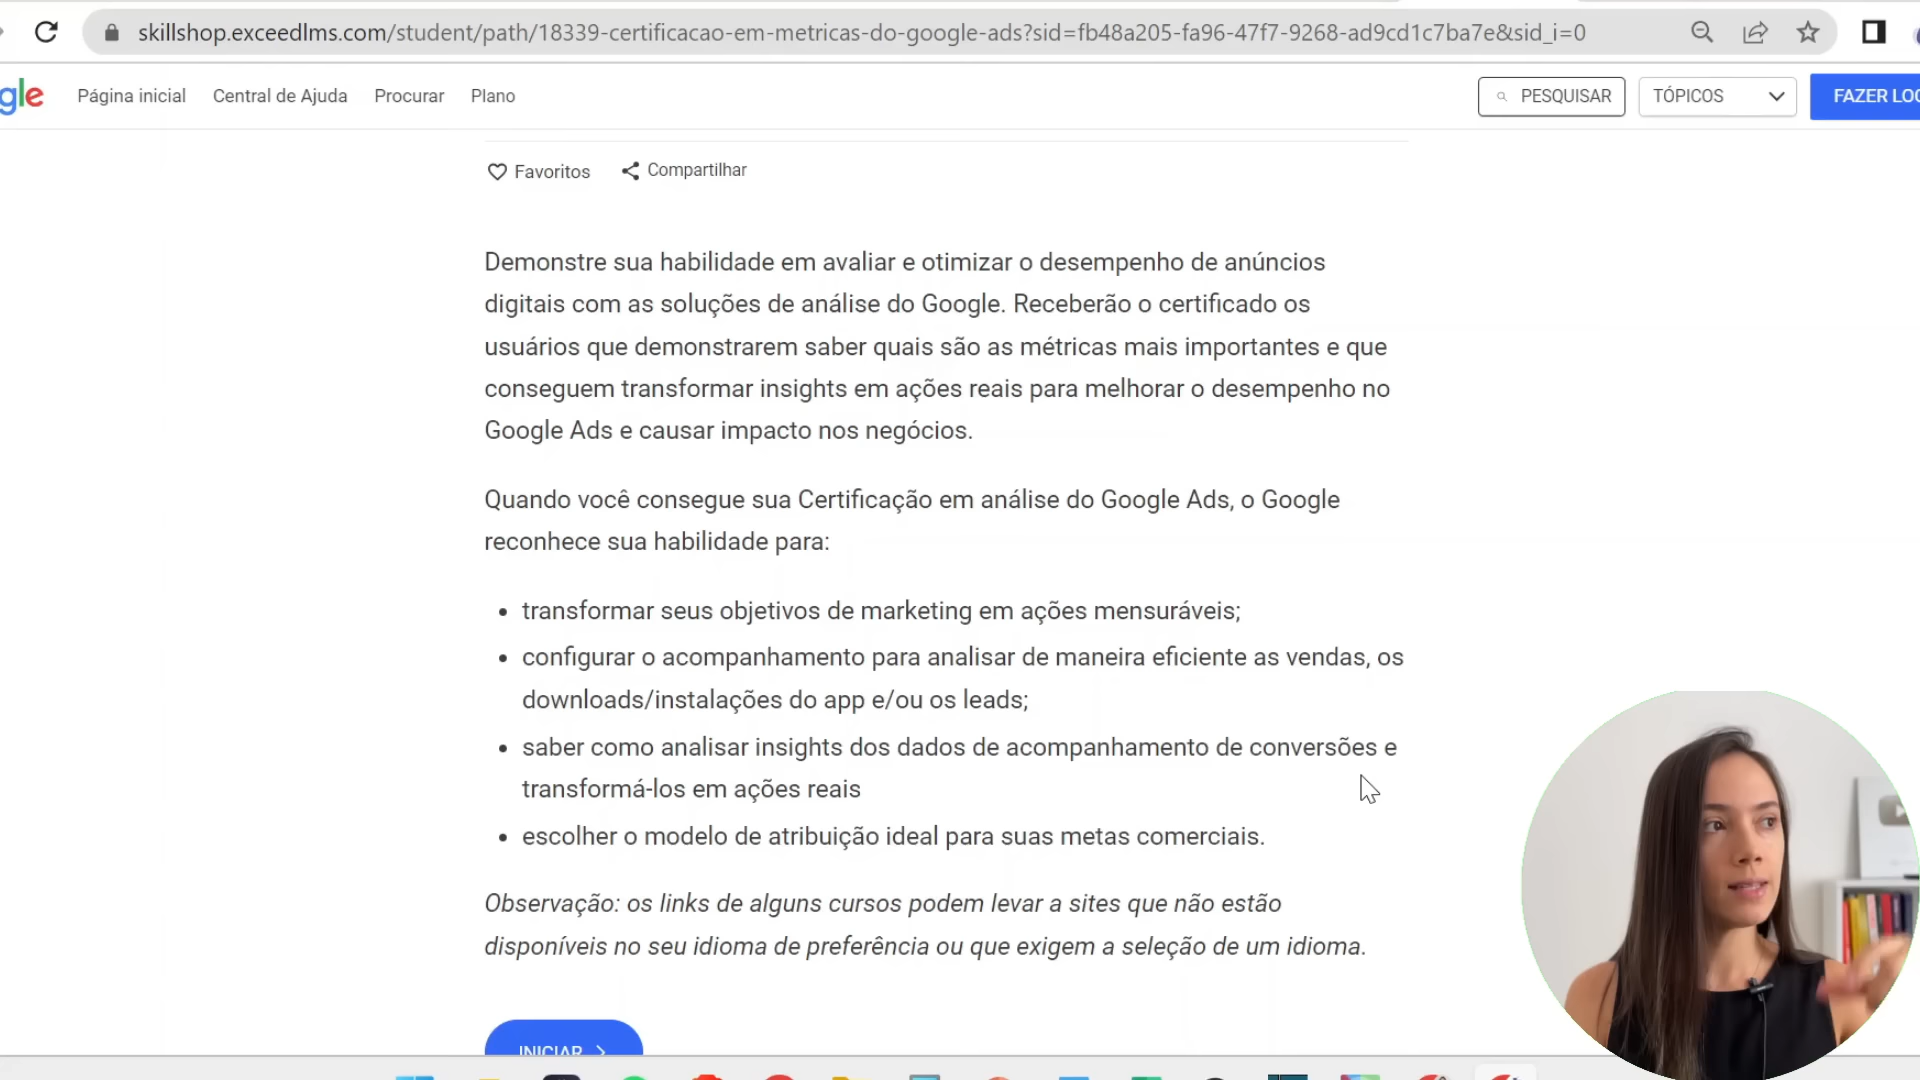 skillshop.exceedlms.com/student/path/18339-certificacao-em-metricas-do-google-ads?sid=fb48a205-fa96-47f7-9268-ad9cd1c7ba7e&sid_i=0
gle
Página inicial
Central de Ajuda
Procurar
Plano
PESQUISAR
TÓPICOS
FAZER LOG
Favoritos
Compartilhar
Demonstre sua habilidade em avaliar e otimizar o desempenho de anúncios
digitais com as soluções de análise do Google. Receberão o certificado os
usuários que demonstrarem saber quais são as métricas mais importantes e que
conseguem transformar insights em ações reais para melhorar o desempenho no
Google Ads e causar impacto nos negócios.
Quando você consegue sua Certificação em análise do Google Ads, o Google
reconhece sua habilidade para:
• transformar seus objetivos de marketing em ações mensuráveis;
• configurar o acompanhamento para analisar de maneira eficiente as vendas, os
downloads/instalações do app e/ou os leads;
• saber como analisar insights dos dados de acompanhamento de conversões e
transformá-los em ações reais
• escolher o modelo de atribuição ideal para suas metas comerciais.
Observação: os links de alguns cursos podem levar a sites que não estão
disponíveis no seu idioma de preferência ou que exigem a seleção de um idioma.
INICIAR